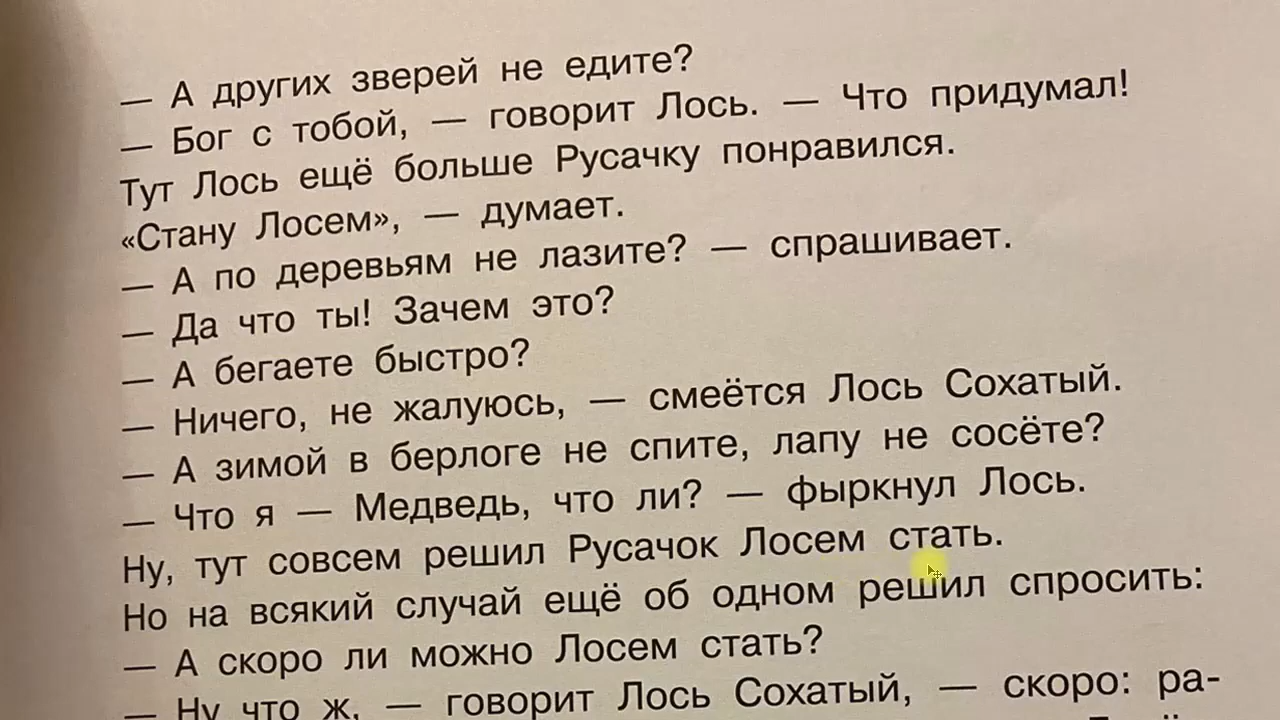 — А других зверей не едите?
— Бог с тобой, — говорит Лось. — Что придумал!
Тут Лось ещё больше Русачку понравился.
«Стану Лосем», — думает.
— А по деревьям не лазите? — спрашивает.
— Да что ты! Зачем это?
— А бегаете быстро?
— Ничего, не жалуюсь, — смеётся Лось Сохатый.
— А зимой в берлоге не спите, лапу не сосёте?
— Что я — Медведь, что ли? — фыркнул Лось.
Ну, тут совсем решил Русачок Лосем стать.
Но на всякий случай ещё об одном решил спросить:
— А скоро ли можно Лосем стать?
— Ну что ж, — говорит Лось Сохатый, — скоро: ра-